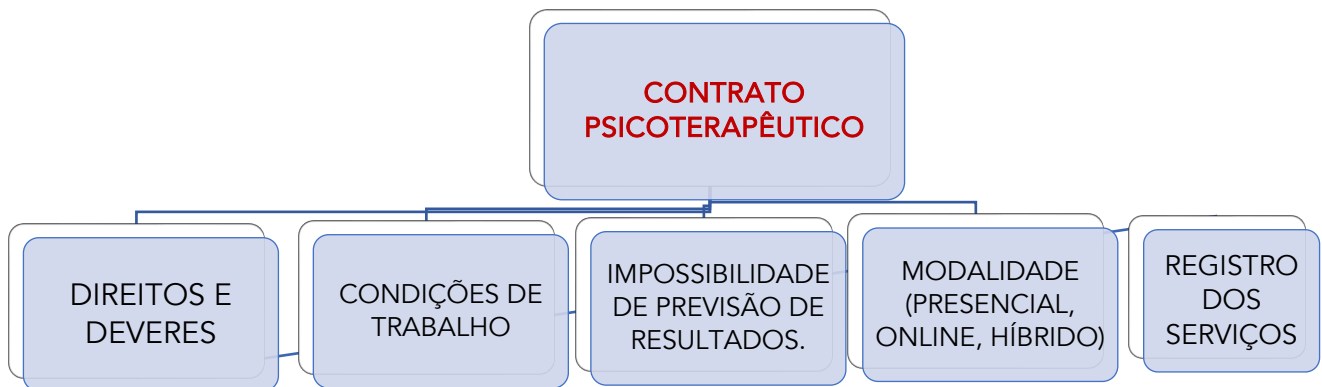 CONTRATO
PSICOTERAPÊUTICO
DIREITOS E
DEVERES
CONDIÇÕES DE
TRABALHO
IMPOSSIBILIDADE
DE PREVISÃO DE
RESULTADOS.
MODALIDADE
(PRESENCIAL,
ONLINE, HÍBRIDO)
REGISTRO
DOS
SERVIÇOS